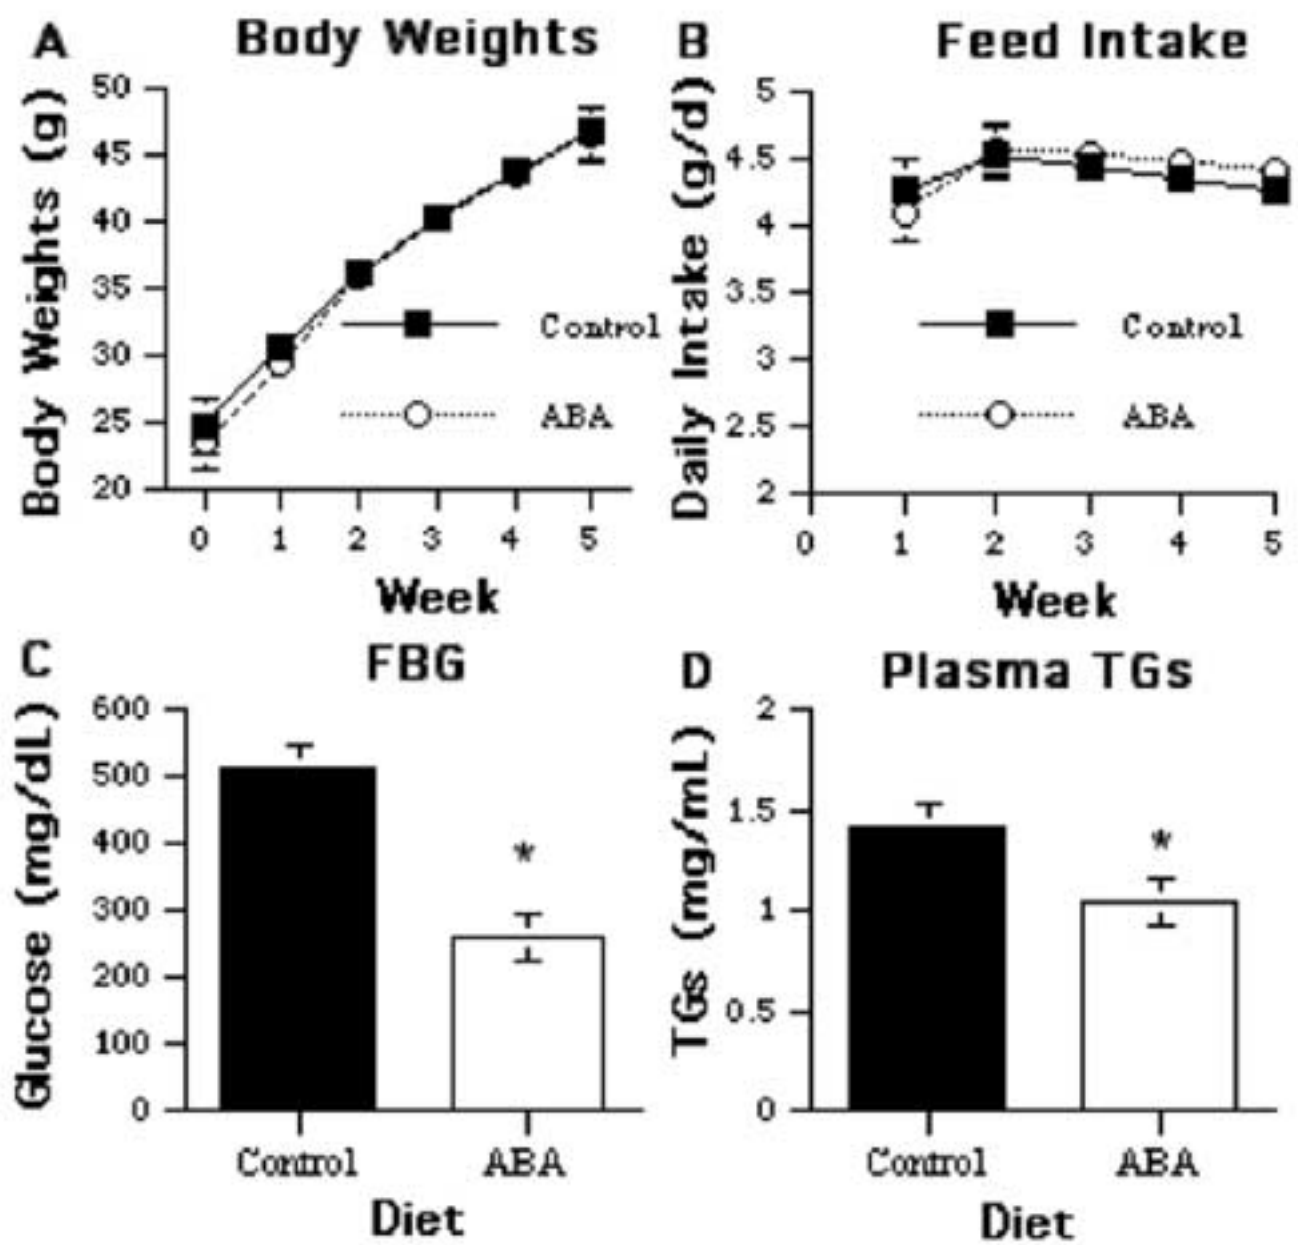 A Body Weights
Body Weights (g)
50
45
40
35
30
25
20
Control
ABA
0 1 2 3 4 5
Week
B Feed Intake
Daily Intake (g/d)
5
4.5
4
3.5
3
2.5
2
Control
ABA
0 1 2 3 4 5
Week
C FBG
Glucose (mg/dL)
600
500
400
300
200
100
0
*
Control ABA
Diet
D Plasma TGs
TGs (mg/mL)
2
1.5
1
0.5
0
*
Control ABA
Diet